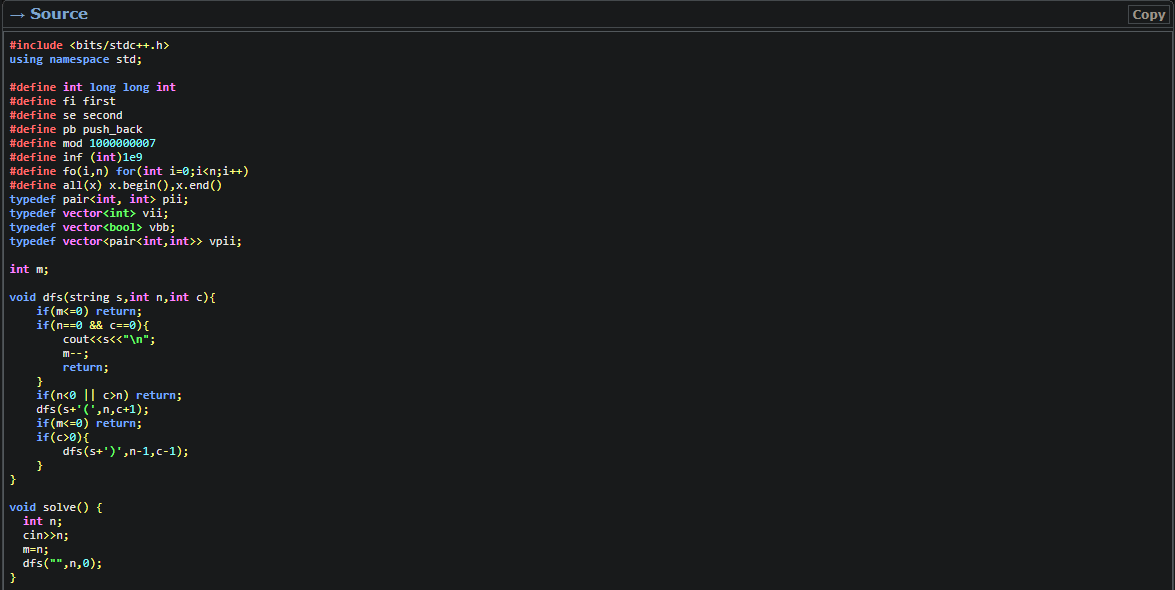 → Source
Copy
#include <bits/stdc++.h>
using namespace std;

#define int long long int
#define fi first
#define se second
#define pb push_back
#define mod 1000000007
#define inf (int)1e9
#define fo(i,n) for(int i=0;i<n;i++)
#define all(x) x.begin(),x.end()
typedef pair<int, int> pii;
typedef vector<int> vii;
typedef vector<bool> vbb;
typedef vector<pair<int,int>> vpii;

int m;

void dfs(string s,int n,int c){
    if(m<=0) return;
    if(n==0 && c==0){
        cout<<s<<"\n";
        m--;
        return;
    }
    if(n<0 || c>n) return;
    dfs(s+'(',n,c+1);
    if(m<=0) return;
    if(c>0){
        dfs(s+')',n-1,c-1);
    }
}

void solve() {
  int n;
  cin>>n;
  m=n;
  dfs("",n,0);
}